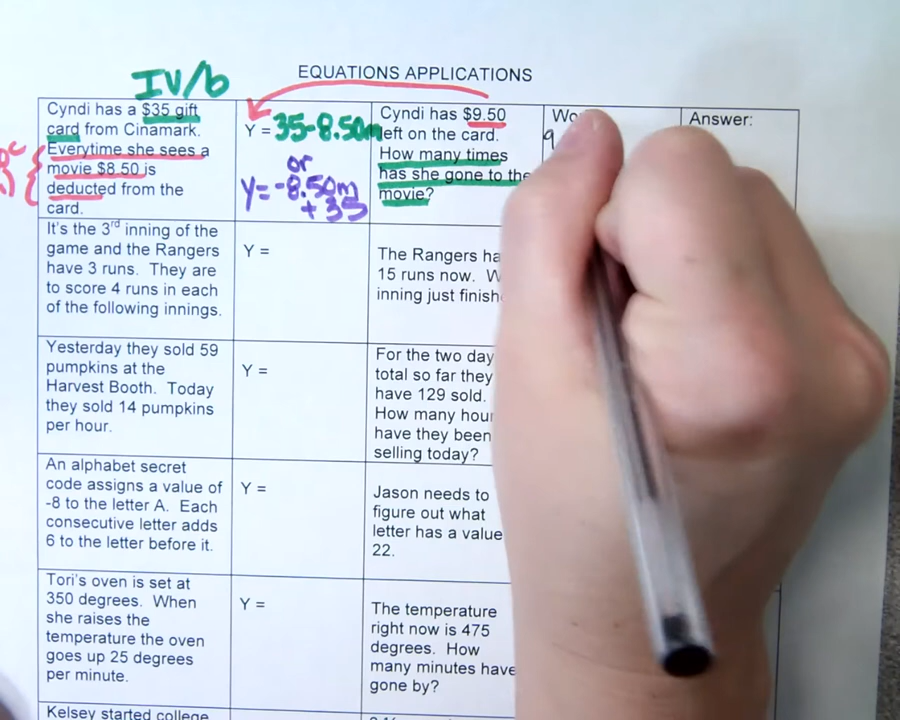 IV/b
EQUATIONS APPLICATIONS
Cyndi has a $35 gift
card from Cinamark.
Everytime she sees a
movie $8.50 is
deducted from the
card.
Y = 35-8.50m
or
y = -8.50m
+ 35
Cyndi has $9.50
left on the card.
How many times
has she gone to the
movie?
9
Answer:
It's the 3rd inning of the
game and the Rangers
have 3 runs. They are
to score 4 runs in each
of the following innings.
Y =
The Rangers ha
15 runs now. W
inning just finish
Yesterday they sold 59
pumpkins at the
Harvest Booth. Today
they sold 14 pumpkins
per hour.
Y =
For the two day
total so far they
have 129 sold.
How many hour
have they been
selling today?
An alphabet secret
code assigns a value of
-8 to the letter A. Each
consecutive letter adds
6 to the letter before it.
Y =
Jason needs to
figure out what
letter has a value
22.
Tori's oven is set at
350 degrees. When
she raises the
temperature the oven
goes up 25 degrees
per minute.
Y =
The temperature
right now is 475
degrees. How
many minutes have
gone by?
Kelsey started college